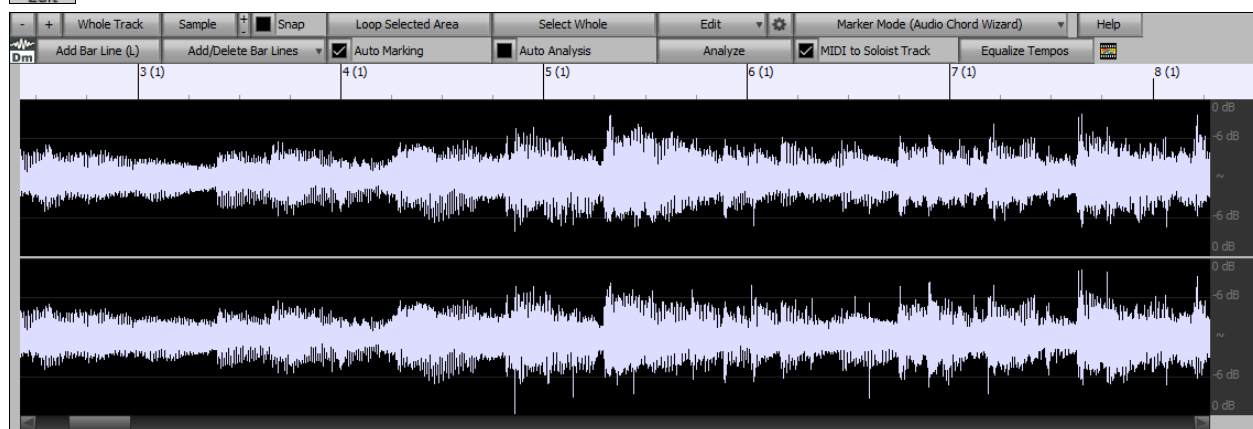 Edit
- + Whole Track Sample + - Snap Loop Selected Area Select Whole Edit Marker Mode (Audio Chord Wizard) Help
Dm Add Bar Line (L) Add/Delete Bar Lines Auto Marking Auto Analysis Analyze MIDI to Soloist Track Equalize Tempos
3 (1) 4 (1) 5 (1) 6 (1) 7 (1) 8 (1)
0 dB
-6 dB
~
-6 dB
0 dB
0 dB
-6 dB
~
-6 dB
0 dB